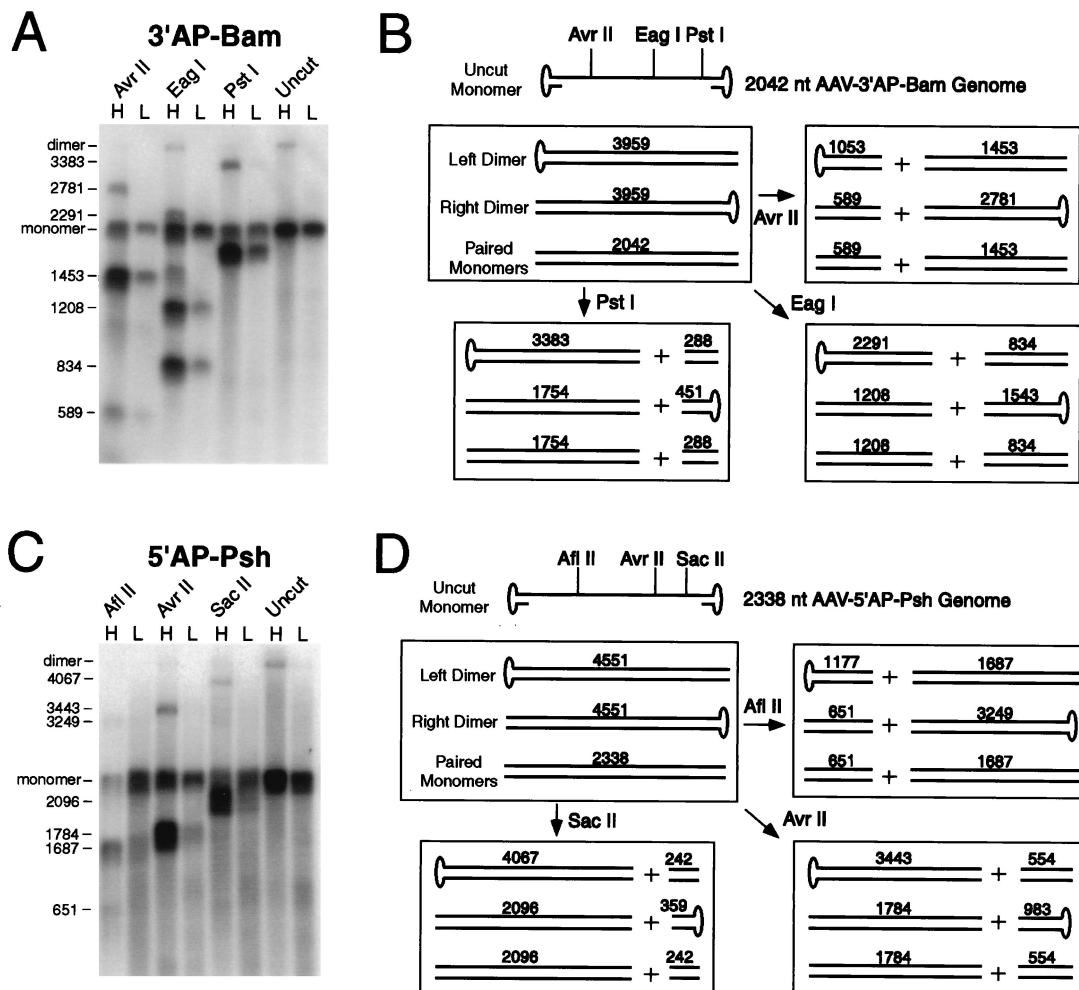 A
3'AP-Bam
Avr II Eag I Pst I Uncut
H L H L H L H L
dimer
3383
2781
2291
monomer
1453
1208
834
589
B
Avr II Eag I Pst I
Uncut Monomer
2042 nt AAV-3'AP-Bam Genome
Left Dimer 3959
Right Dimer 3959
Paired Monomers 2042
Avr II
1053 + 1453
589 + 2781
589 + 1453
Pst I
3383 + 288
1754 + 451
1754 + 288
Eag I
2291 + 834
1208 + 1543
1208 + 834
C
5'AP-Psh
Afl II Avr II Sac II Uncut
H L H L H L H L
dimer
4067
3443
3249
monomer
2096
1784
1687
651
D
Afl II Avr II Sac II
Uncut Monomer
2338 nt AAV-5'AP-Psh Genome
Left Dimer 4551
Right Dimer 4551
Paired Monomers 2338
Afl II
1177 + 1687
651 + 3249
651 + 1687
Sac II
4067 + 242
2096 + 359
2096 + 242
Avr II
3443 + 554
1784 + 983
1784 + 554